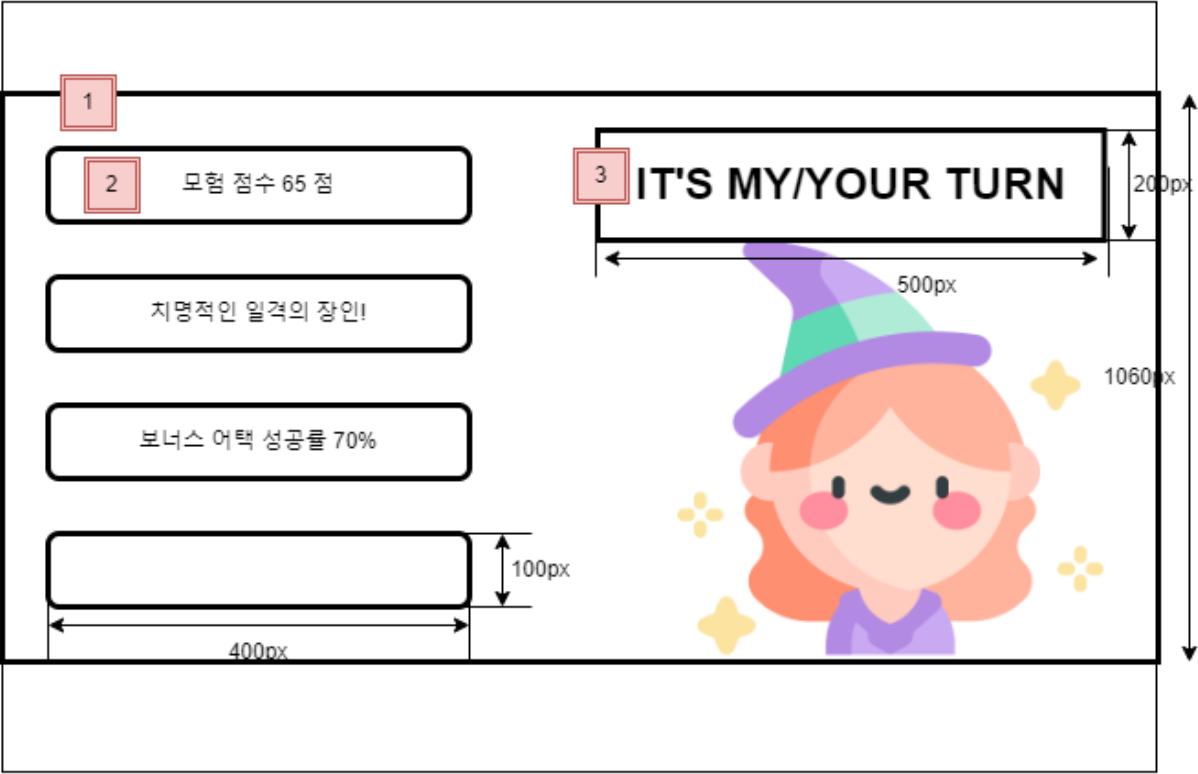 1
2
모험 점수 65 점
3
IT'S MY/YOUR TURN
200px
500px
치명적인 일격의 장인!
1060px
보너스 어택 성공률 70%
100px
400px